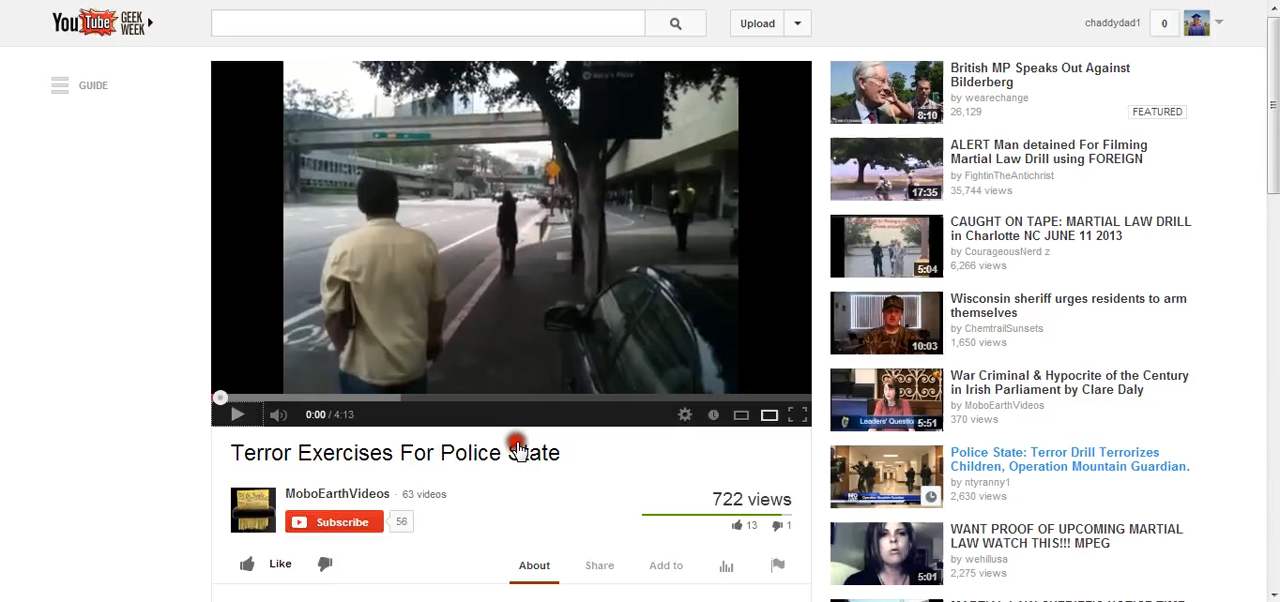 You Tube GEEK WEEK
Upload
chaddydad1
0
GUIDE
Terror Exercises For Police State
MoboEarthVideos · 63 videos
Subscribe 56
722 views
13 1
Like
About Share Add to
0:00 / 4:13
British MP Speaks Out Against
Bilderberg
by wearechange
26,129
FEATURED
8:10
ALERT Man detained For Filming
Martial Law Drill using FOREIGN
by FightinTheAntichrist
35,744 views
17:35
CAUGHT ON TAPE: MARTIAL LAW DRILL
in Charlotte NC JUNE 11 2013
by CourageousNerd z
6,266 views
5:04
Wisconsin sheriff urges residents to arm
themselves
by ChemtrailSunsets
1,650 views
10:03
War Criminal & Hypocrite of the Century
in Irish Parliament by Clare Daly
by MoboEarthVideos
370 views
Leaders' Questio
5:51
Police State: Terror Drill Terrorizes
Children, Operation Mountain Guardian.
by ntyranny1
2,630 views
WANT PROOF OF UPCOMING MARTIAL
LAW WATCH THIS!!! MPEG
by wehillusa
2,275 views
5:01